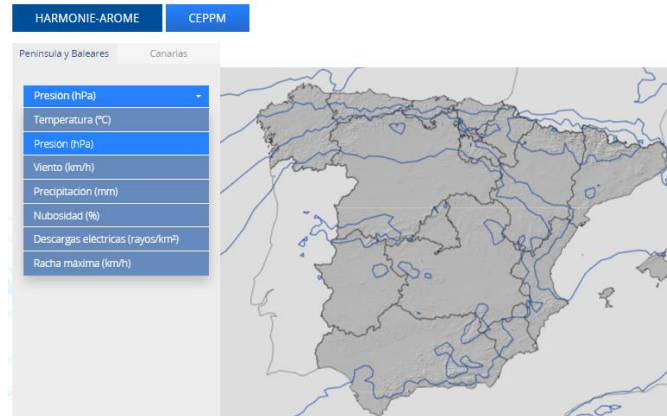 HARMONIE-AROME
CEPPM
Península y Baleares
Canarias
Presión (hPa)
Temperatura (ºC)
Presión (hPa)
Viento (km/h)
Precipitación (mm)
Nubosidad (%)
Descargas eléctricas (rayos/km²)
Racha máxima (km/h)